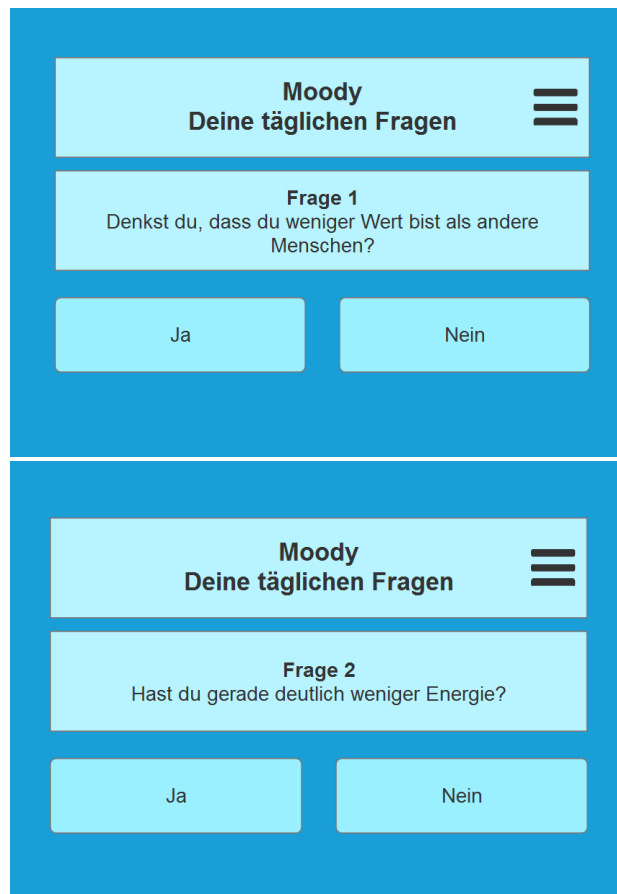 Moody
Deine täglichen Fragen
Frage 1
Denkst du, dass du weniger Wert bist als andere
Menschen?
Ja
Nein
Moody
Deine täglichen Fragen
Frage 2
Hast du gerade deutlich weniger Energie?
Ja
Nein